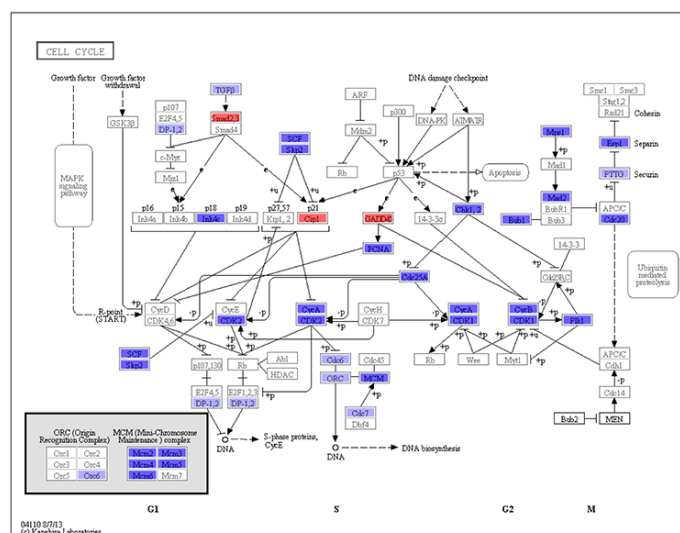 CELL CYCLE
Growth factor
Growth factor
withdrawal
TGFβ
ARF
DNA damage checkpoint
Smc1
Smc3
Stag1,2
Rad21
Cohesin
GSK3β
p107
E2F4,5
DP-1,2
Smad2,3
Smad4
SCF
Skp2
Mdm2
p300
DNA-PK
ATM/ATR
Mps1
Esp1
Separin
MAPK
signaling
pathway
c-Myc
Miz1
Rb
p53
Apoptosis
Mad1
PTTG
Securin
p16
p15
p18
p19
p27,57
p21
Ink4a
Ink4b
Ink4c
Ink4d
Kip1, 2
Cip1
GADD45
14-3-3σ
Chk1, 2
Mad2
BubR1
Bub3
Bub1
APC/C
Cdc20
PCNA
14-3-3
Cdc25A
Cdc25B,C
Ubiquitin
mediated
proteolysis
R-point
(START)
CycD
CDK4,6
CycE
CDK2
CycA
CDK2
CycH
CDK7
CycA
CDK1
CycB
CDK1
Plk1
SCF
Skp2
p107,130
Rb
Abl
HDAC
Cdc6
ORC
Cdc45
MCM
Rb
Wee
Myt1
APC/C
Cdh1
Cdc14
E2F4,5
DP-1,2
E2F1,2,3
DP-1,2
Cdc7
Dbf4
Bub2
MEN
DNA
S-phase proteins,
CycE
DNA
DNA biosynthesis
ORC (Origin
Recognition Complex)
MCM (Mini-Chromosome
Maintenance ) complex
Orc1 Orc2 Mcm2 Mcm3
Orc3 Orc4 Mcm4 Mcm5
Orc5 Orc6 Mcm6 Mcm7
G1 S G2 M
04110 8/7/13
(c) Kanehisa Laboratories